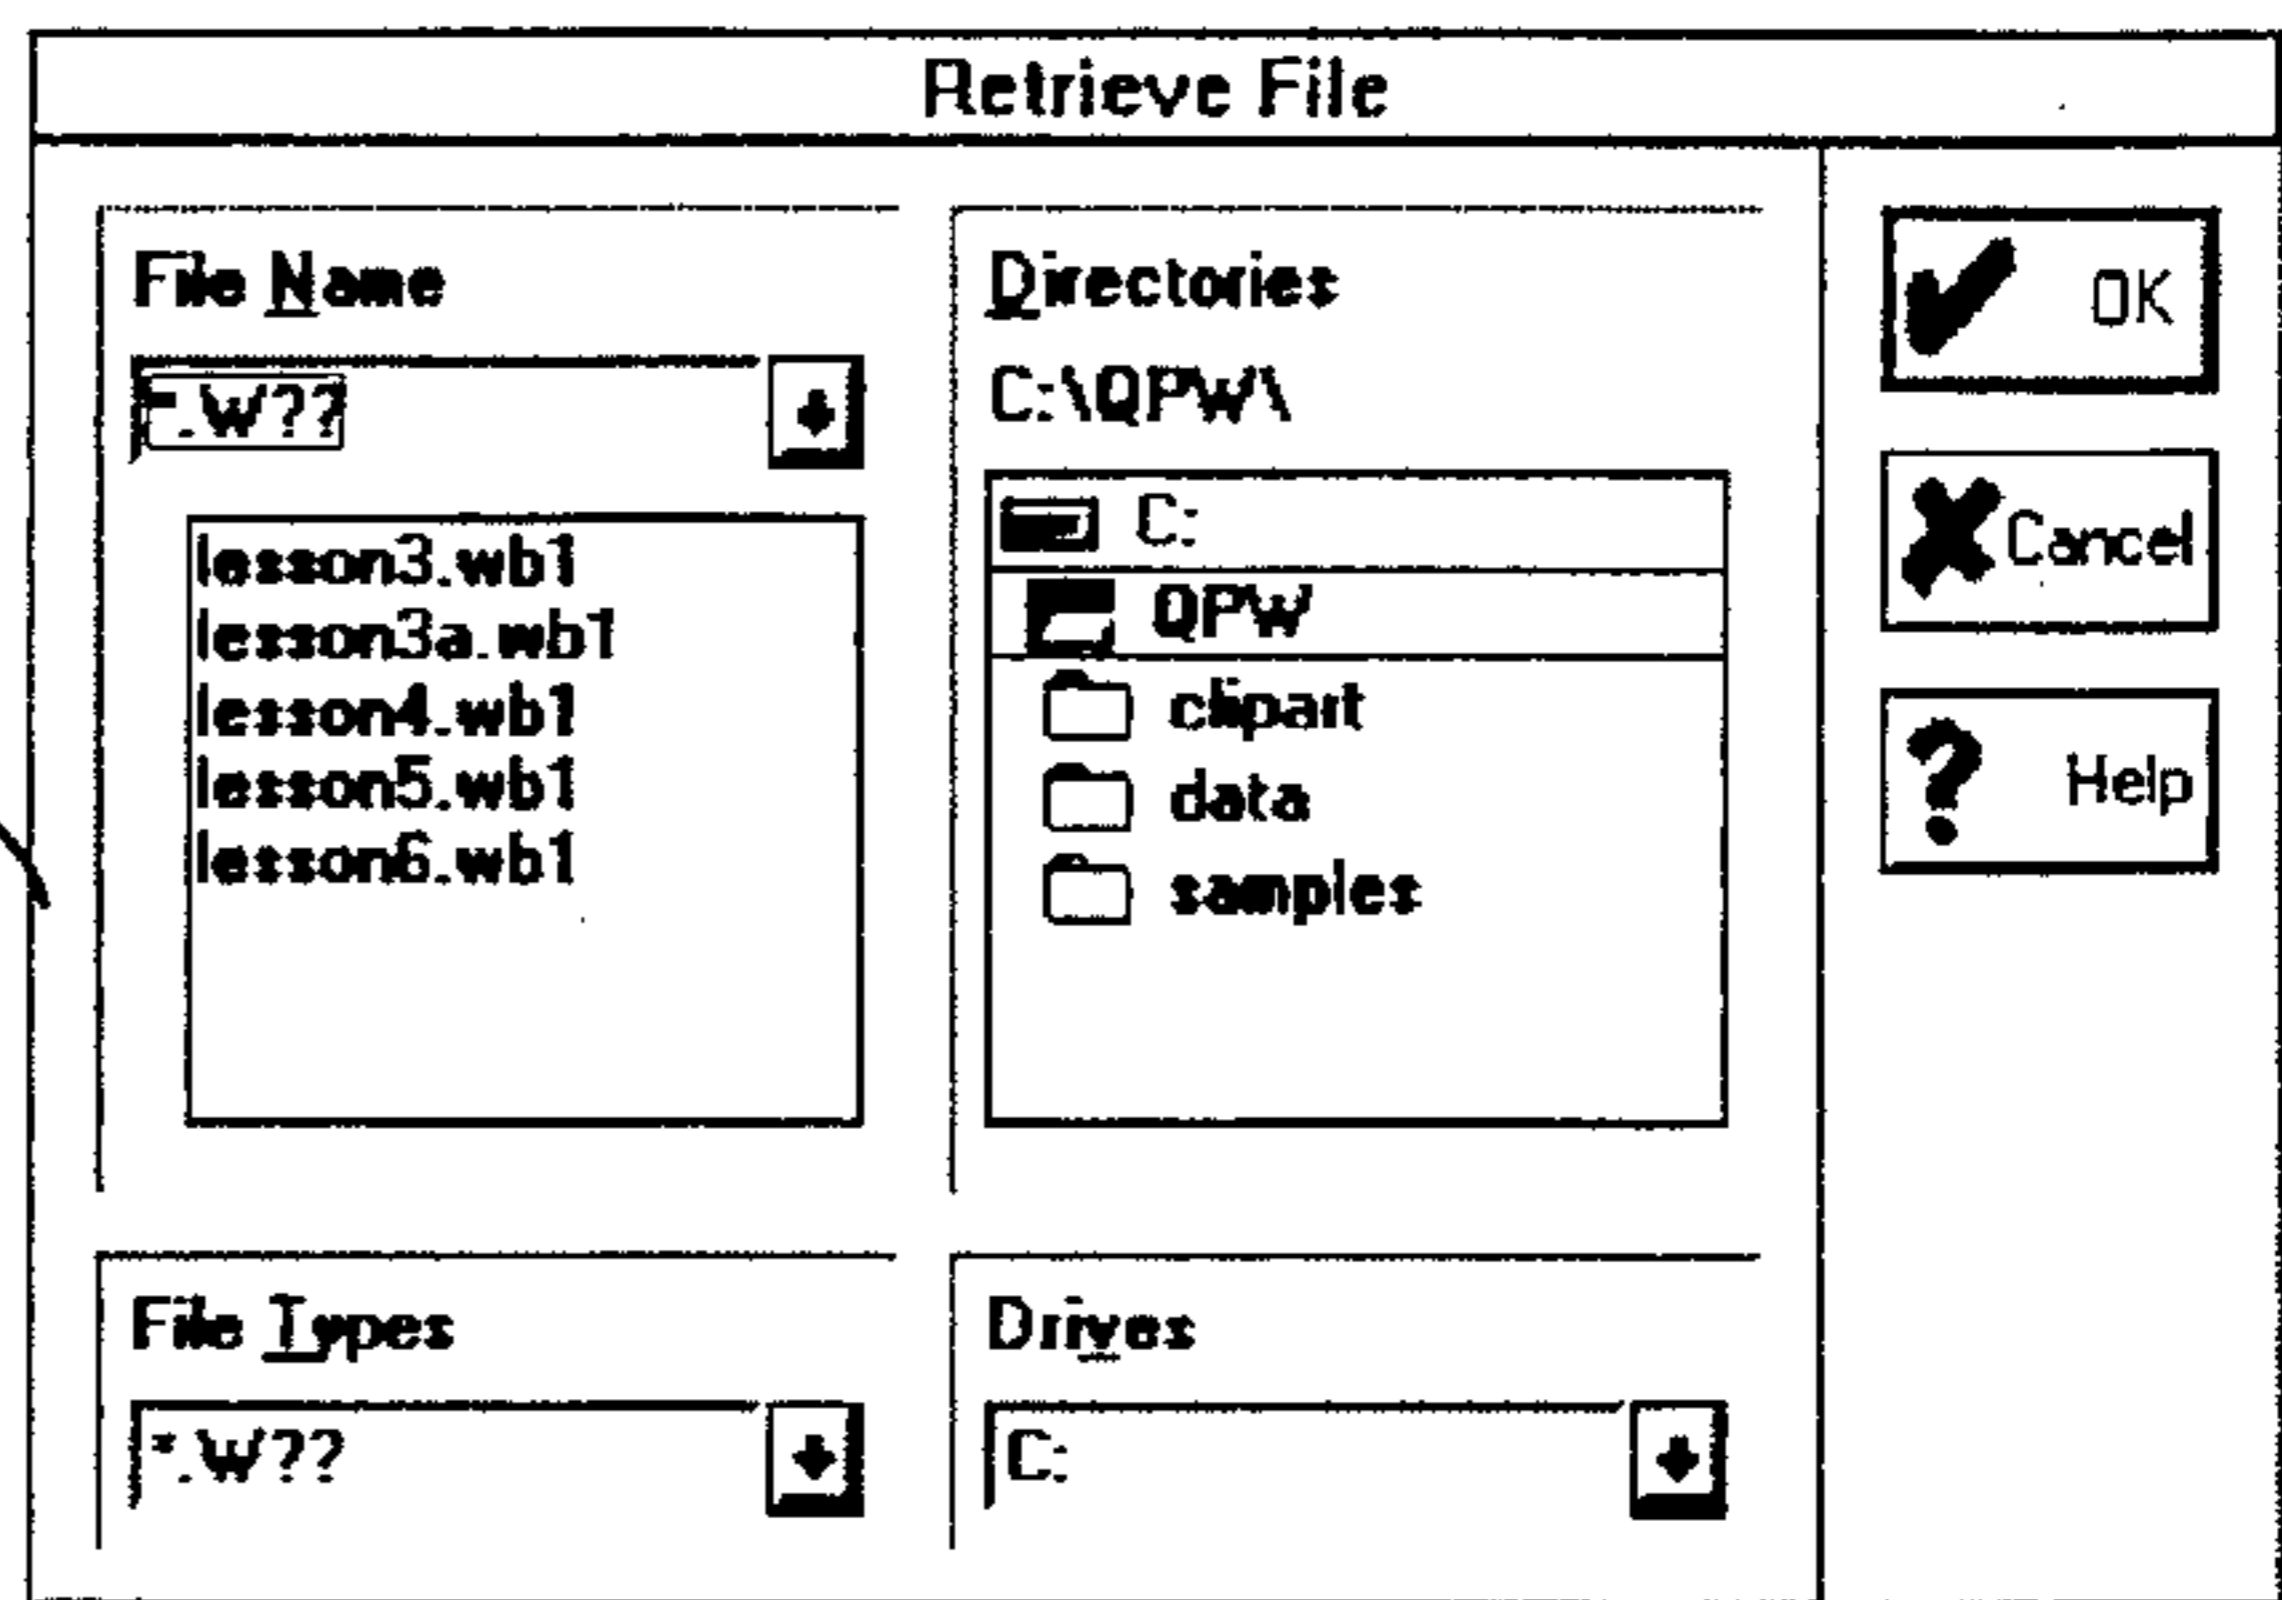 Retrieve File
File Name
*.W??
lesson3.wb1
lesson3a.wb1
lesson4.wb1
lesson5.wb1
lesson6.wb1
Directories
C:\QPW\
C:
QPW
clipart
data
samples
OK
Cancel
Help
File Types
*.W??
Drives
C: